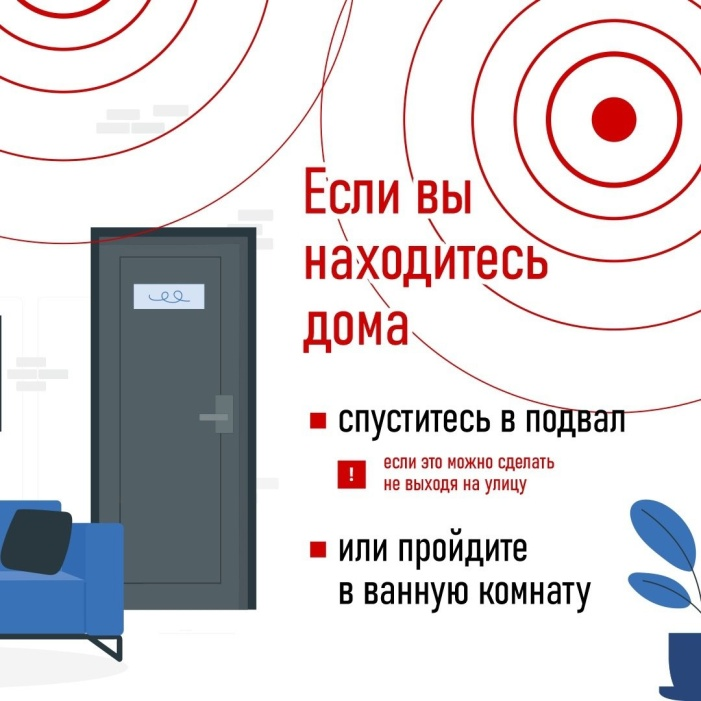 Если вы
находитесь
дома
спуститесь в подвал
!
если это можно сделать
не выходя на улицу
или пройдите
в ванную комнату